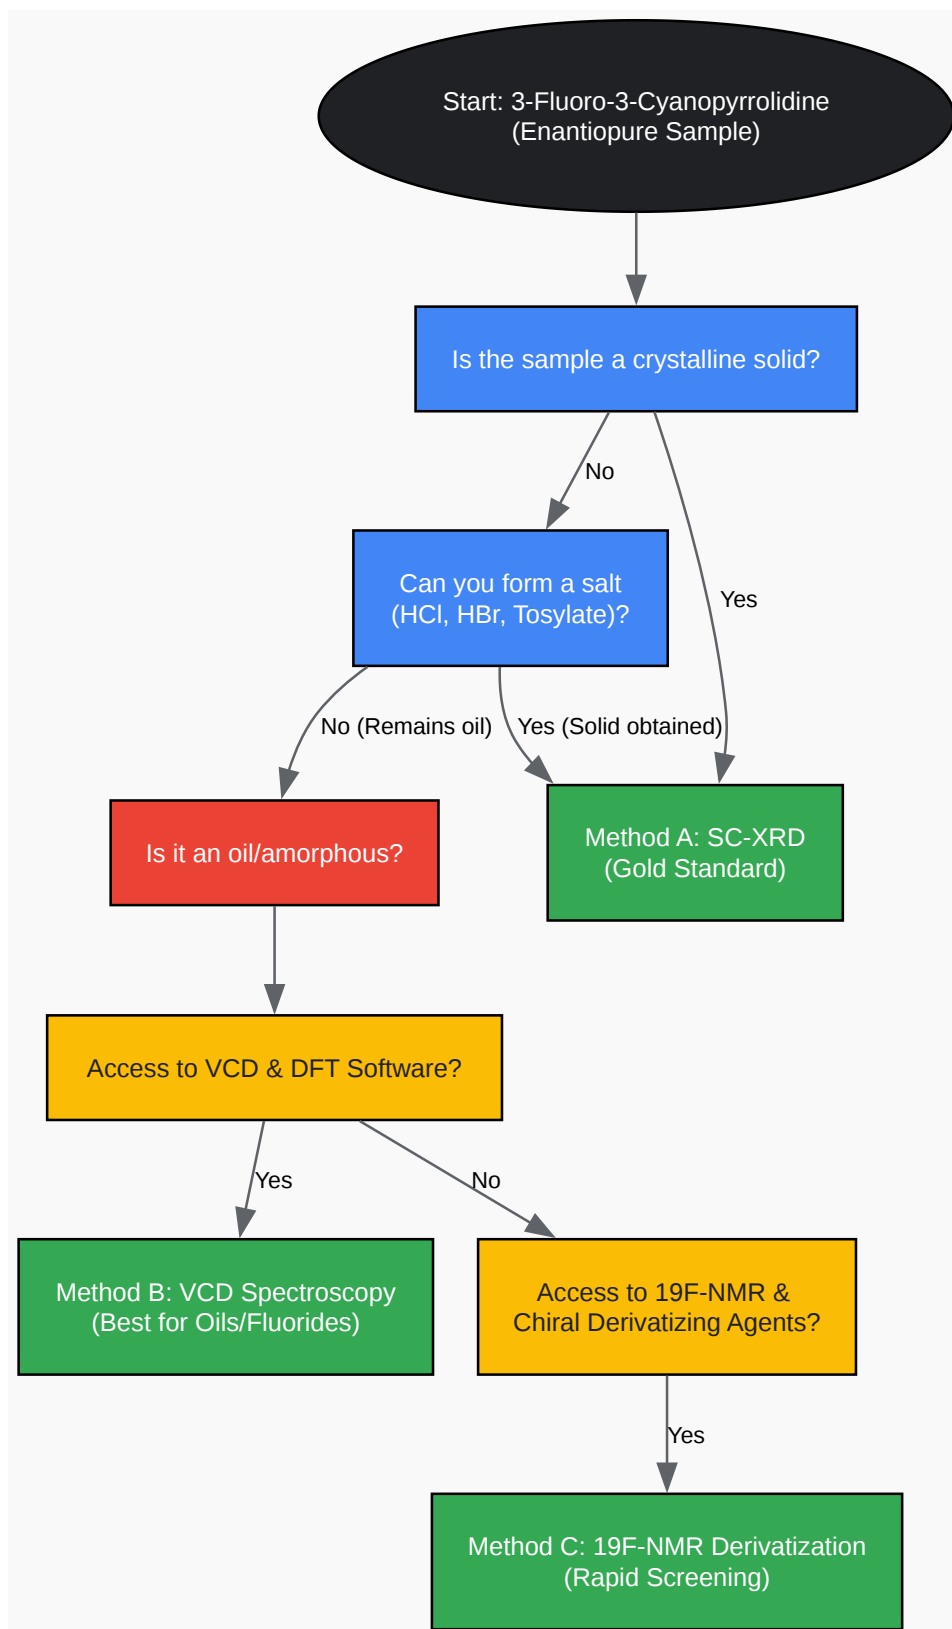 Start: 3-Fluoro-3-Cyanopyrrolidine
(Enantiopure Sample)
Is the sample a crystalline solid?
No
Can you form a salt
(HCl, HBr, Tosylate)?
Yes
No (Remains oil)
Yes (Solid obtained)
Is it an oil/amorphous?
Method A: SC-XRD
(Gold Standard)
Access to VCD & DFT Software?
Yes
No
Method B: VCD Spectroscopy
(Best for Oils/Fluorides)
Access to 19F-NMR &
Chiral Derivatizing Agents?
Yes
Method C: 19F-NMR Derivatization
(Rapid Screening)